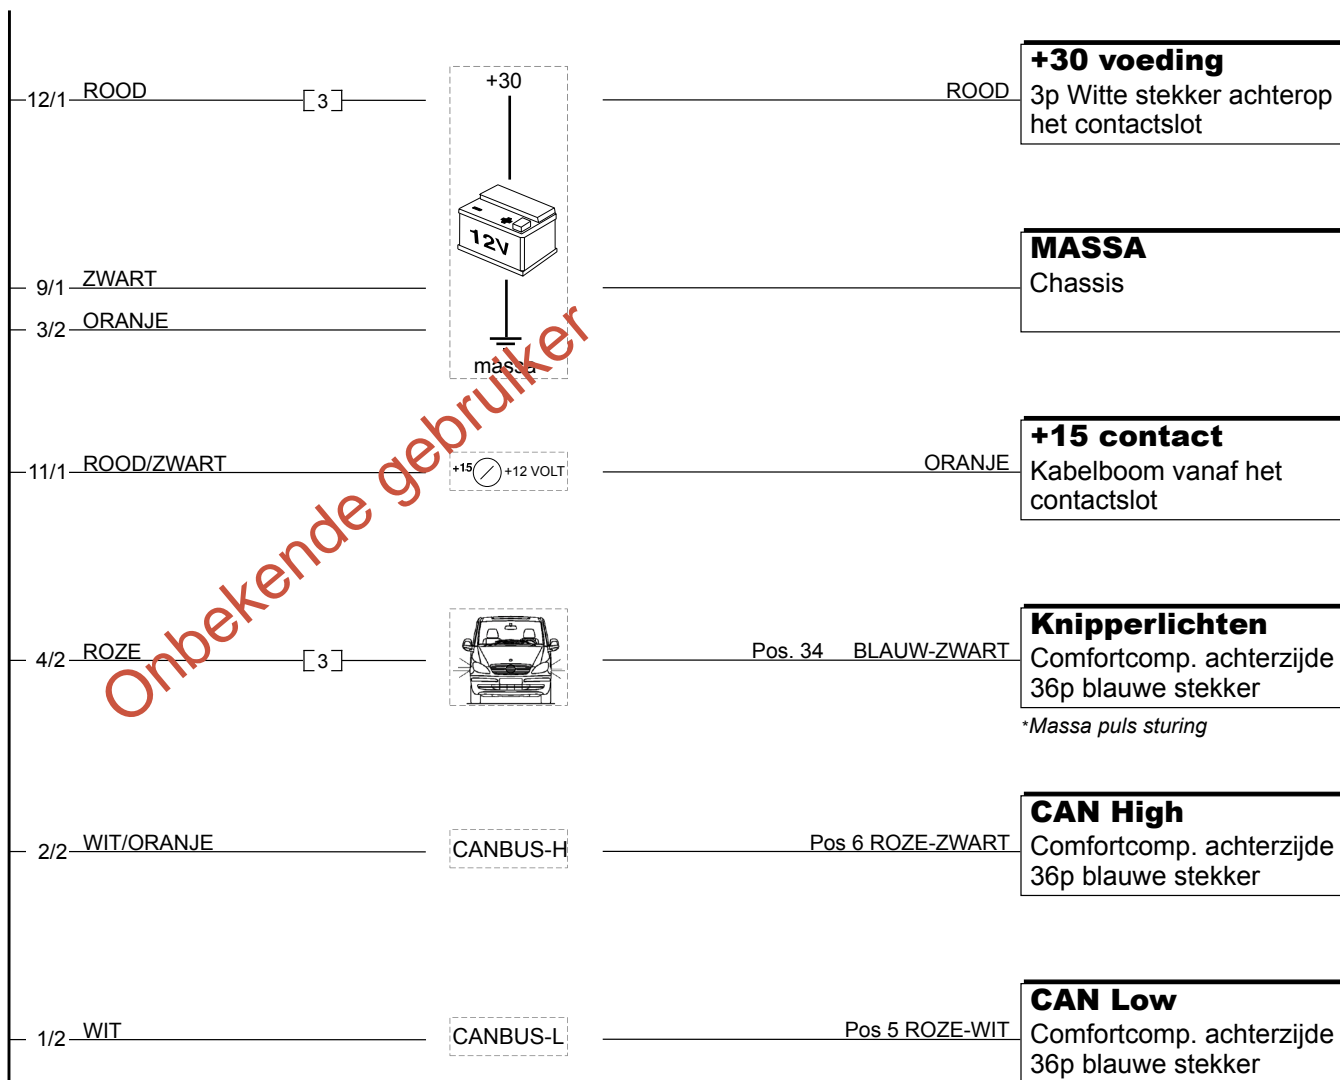 12/1 ROOD [3] +30 ROOD
+30 voeding
3p Witte stekker achterop
het contactslot
12V
9/1 ZWART
MASSA
Chassis
3/2 ORANJE
massa
11/1 ROOD/ZWART +15 +12 VOLT ORANJE
+15 contact
Kabelboom vanaf het
contactslot
Onbekende gebruiker
4/2 ROZE [3] Pos. 34 BLAUW-ZWART
Knipperlichten
Comfortcomp. achterzijde
36p blauwe stekker
*Massa puls sturing
2/2 WIT/ORANJE CANBUS-H Pos 6 ROZE-ZWART
CAN High
Comfortcomp. achterzijde
36p blauwe stekker
1/2 WIT CANBUS-L Pos 5 ROZE-WIT
CAN Low
Comfortcomp. achterzijde
36p blauwe stekker